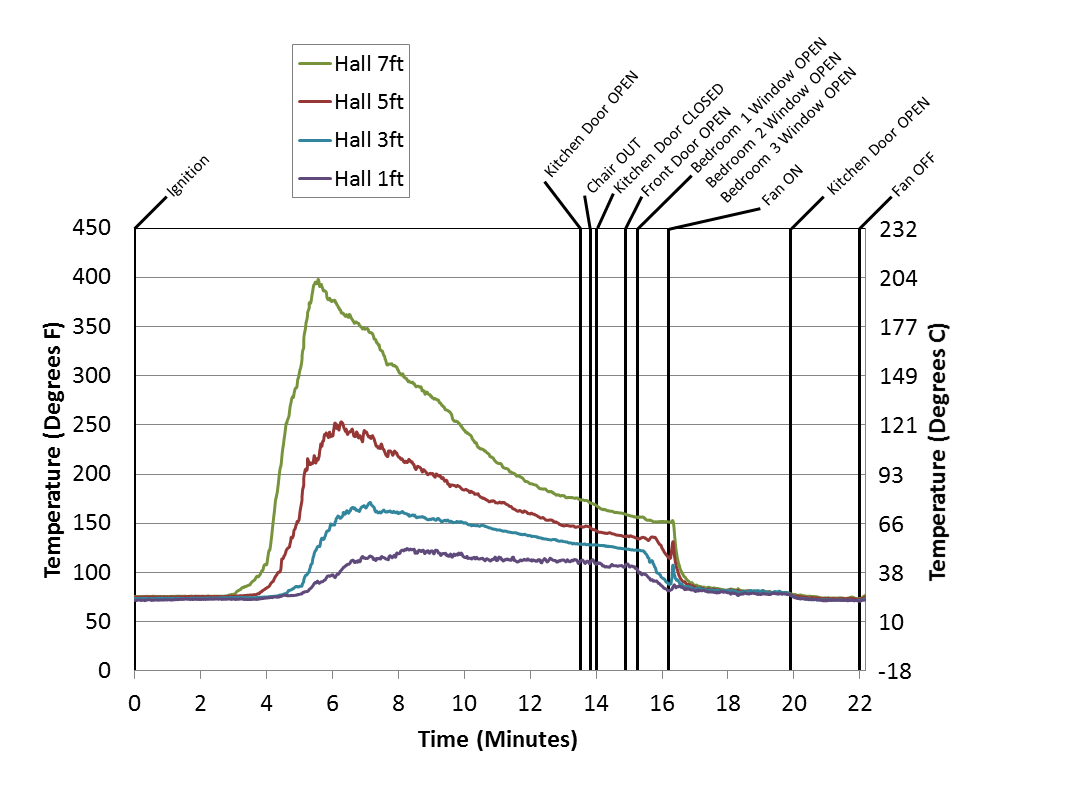 Hall 7ft
Hall 5ft
Hall 3ft
Hall 1ft
Ignition
Kitchen Door OPEN
Chair OUT
Kitchen Door CLOSED
Front Door OPEN
Bedroom 1 Window OPEN
Bedroom 2 Window OPEN
Bedroom 3 Window OPEN
Fan ON
Kitchen Door OPEN
Fan OFF
Temperature (Degrees F)
450
400
350
300
250
200
150
100
50
0
232
204
177
149
121
93
66
38
10
-18
Temperature (Degrees C)
0 2 4 6 8 10 12 14 16 18 20 22
Time (Minutes)